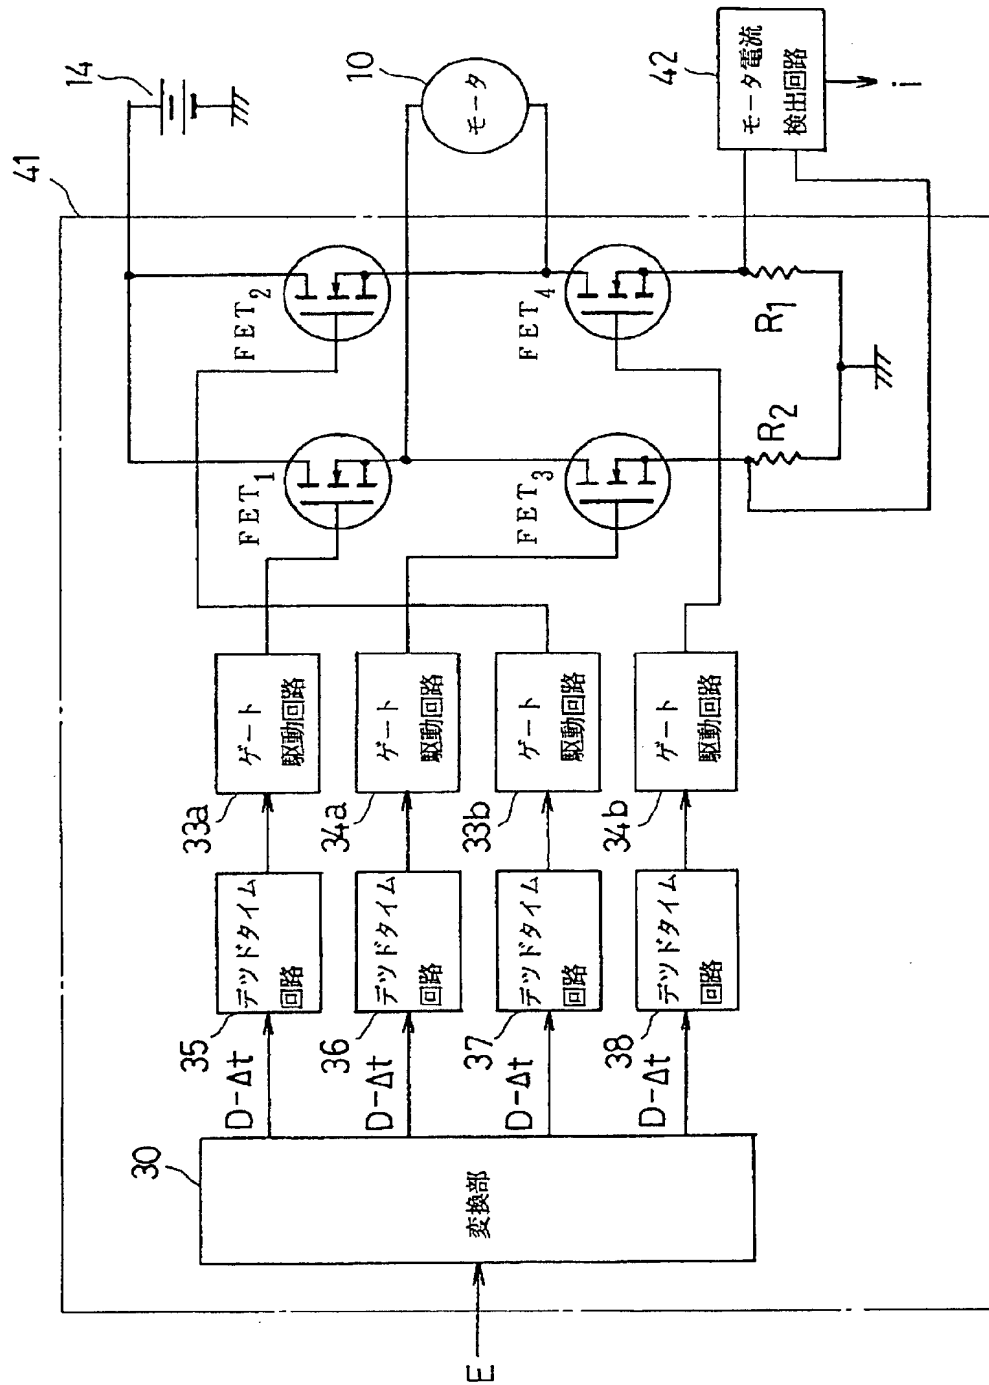 E
30
変換部
D-Δt
35
デツドタイム
回路
33a
ゲート
駆動回路
D-Δt
36
デツドタイム
回路
34a
ゲート
駆動回路
D-Δt
37
デツドタイム
回路
33b
ゲート
駆動回路
D-Δt
38
デツドタイム
回路
34b
ゲート
駆動回路
41
14
FET1
FET2
FET3
FET4
10
モータ
R2
R1
42
モータ電流
検出回路
i